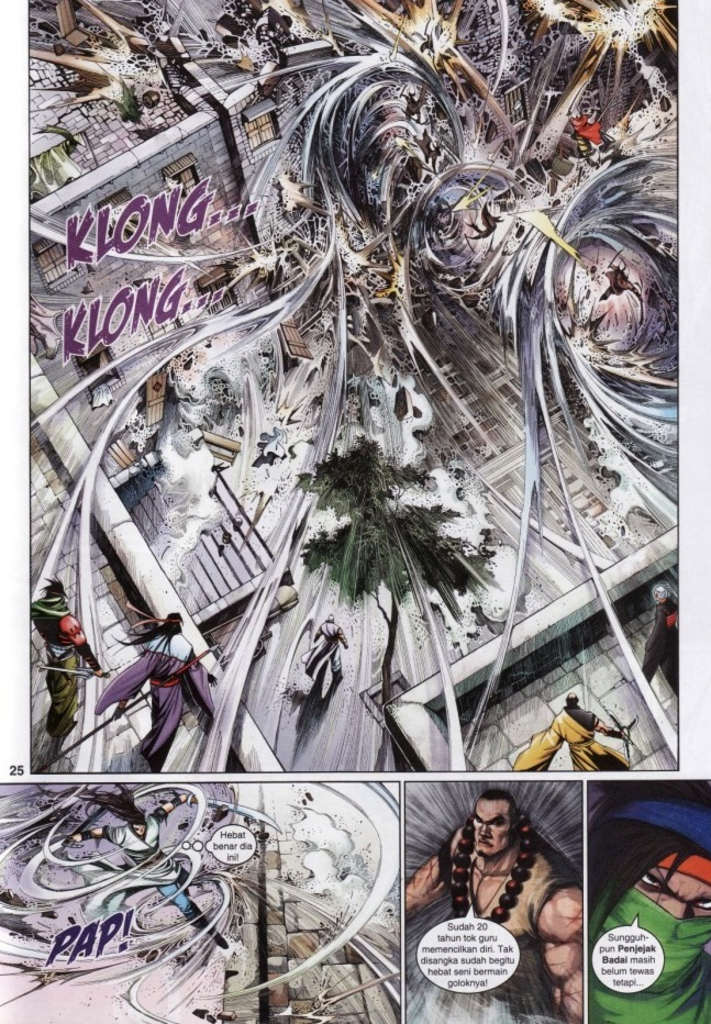 KLONG...
KLONG...
25
Hebat
benar dia
ini!
PAP!
Sudah 20
tahun tok guru
memencilkan diri. Tak
disangka sudah begitu
hebat seni bermain
goloknya!
Sungguh-
pun Penjejak
Badai masih
belum tewas
tetapi...